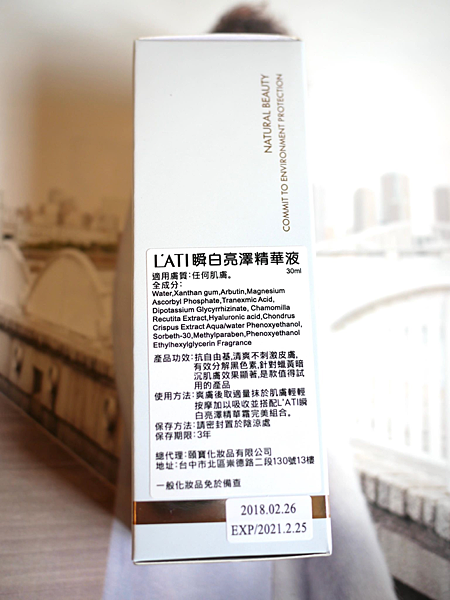 NATURAL BEAUTY
COMMIT TO ENVIRONMENT PROTECTION
L'ATI 瞬白亮澤精華液
30ml
適用膚質:任何肌膚。
全成分:
Water,Xanthan gum,Arbutin,Magnesium
Ascorbyl Phosphate,Tranexmic Acid,
Dipotassium Glycyrrhizinate, Chamomilla
Recutita Extract,Hyaluronic acid,Chondrus
Crispus Extract Aqua/water Phenoxyethanol,
Sorbeth-30,Methylparaben,Phenoxyethanol
Ethylhexylglycerin Fragrance
產品功效:抗自由基,清爽不刺激皮膚。
有效分解黑色素,針對蠟黃暗
沉肌膚效果顯著,是款值得試
用的產品
使用方法:爽膚後取適量抹於肌膚輕輕
按摩加以吸收並搭配L'ATI瞬
白亮澤精華霜完美組合。
保存方法:請密封置於陰涼處
保存期限:3年
總代理:頤寶化妝品有限公司
地址:台中市北區崇德路二段130號13樓
一般化妝品免於備查
2018.02.26
EXP/2021.2.25